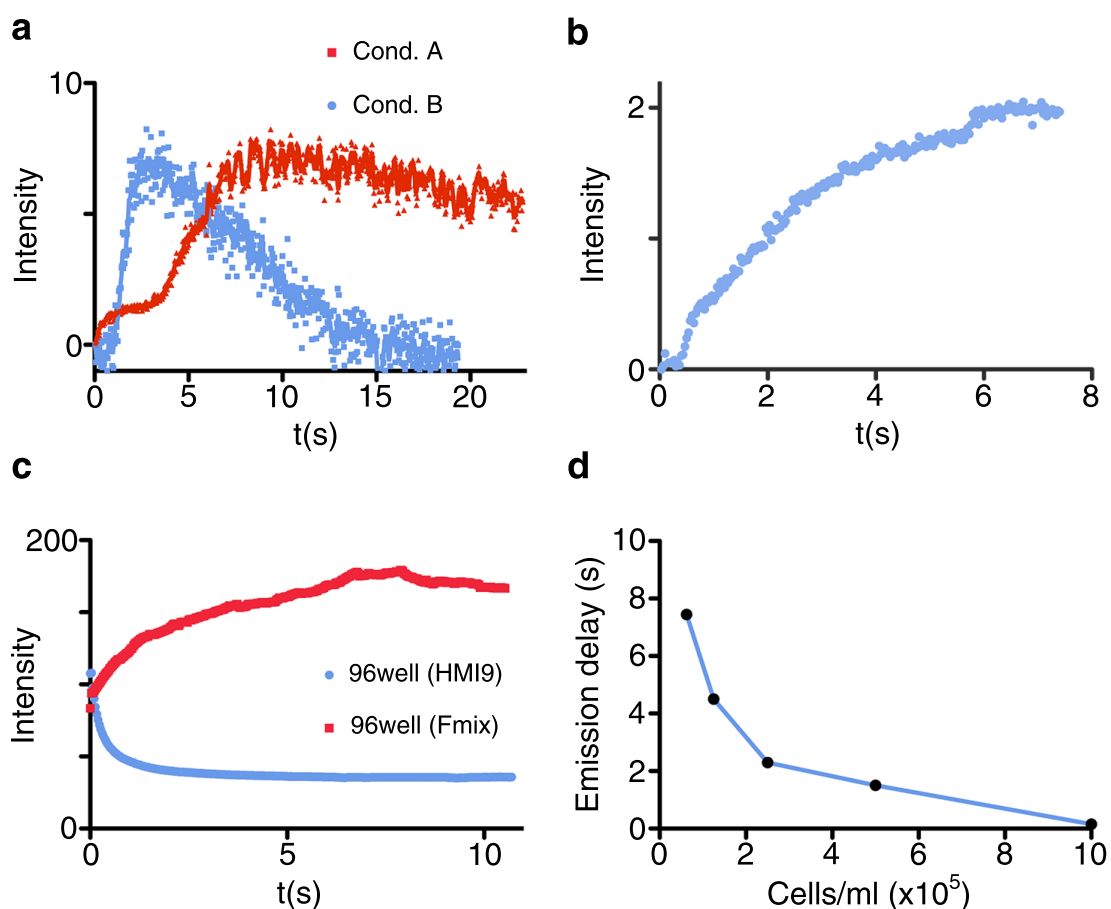 a
Cond. A
Cond. B
10
0
Intensity
0 5 10 15 20
t(s)
b
2
0
Intensity
0 2 4 6 8
t(s)
c
200
0
Intensity
96well (HMI9)
96well (Fmix)
0 5 10
t(s)
d
10
8
6
4
2
0
Emission delay (s)
0 2 4 6 8 10
Cells/ml (x10⁵)